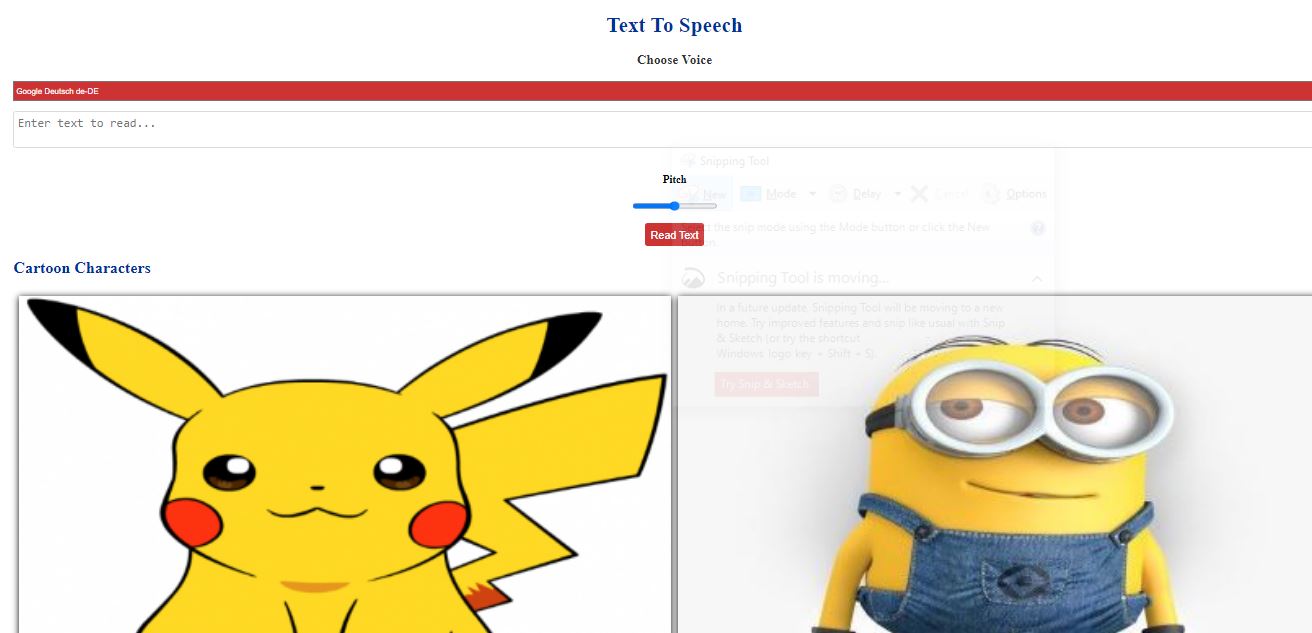 Text To Speech
Choose Voice
Google Deutsch de-DE
Enter text to read...
Snipping Tool
Pitch
New Mode Delay Cancel Options
Read Text
the snip mode using the Mode button or click the New
Cartoon Characters
Snipping Tool is moving...
In a future update, Snipping Tool will be moving to a new
home. Try improved features and snip like usual with Snip
& Sketch (or try the shortcut
Windows logo key + Shift + S).
Try Snip & Sketch